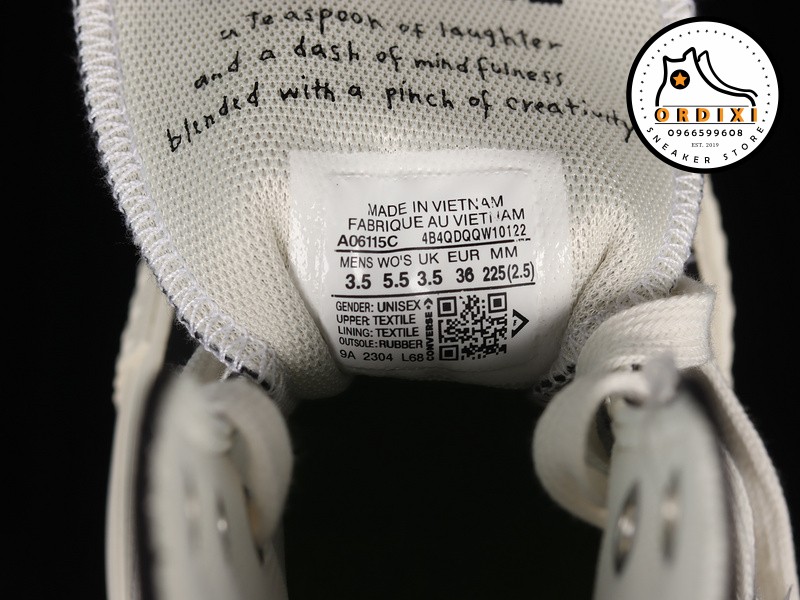 a teaspoon of laughter
and a dash of mindfulness
blended with a pinch of creativity
ORDIXI
0966599608
EST. 2019
SNEAKER STORE
MADE IN VIETNAM
FABRIQUE AU VIETNAM
A06115C 4B4QDQQW10122
MENS WO'S UK EUR MM
3.5 5.5 3.5 36 225(2.5)
GENDER: UNISEX
UPPER: TEXTILE
LINING: TEXTILE
OUTSOLE: RUBBER
9A 2304 L68
CONVERSE